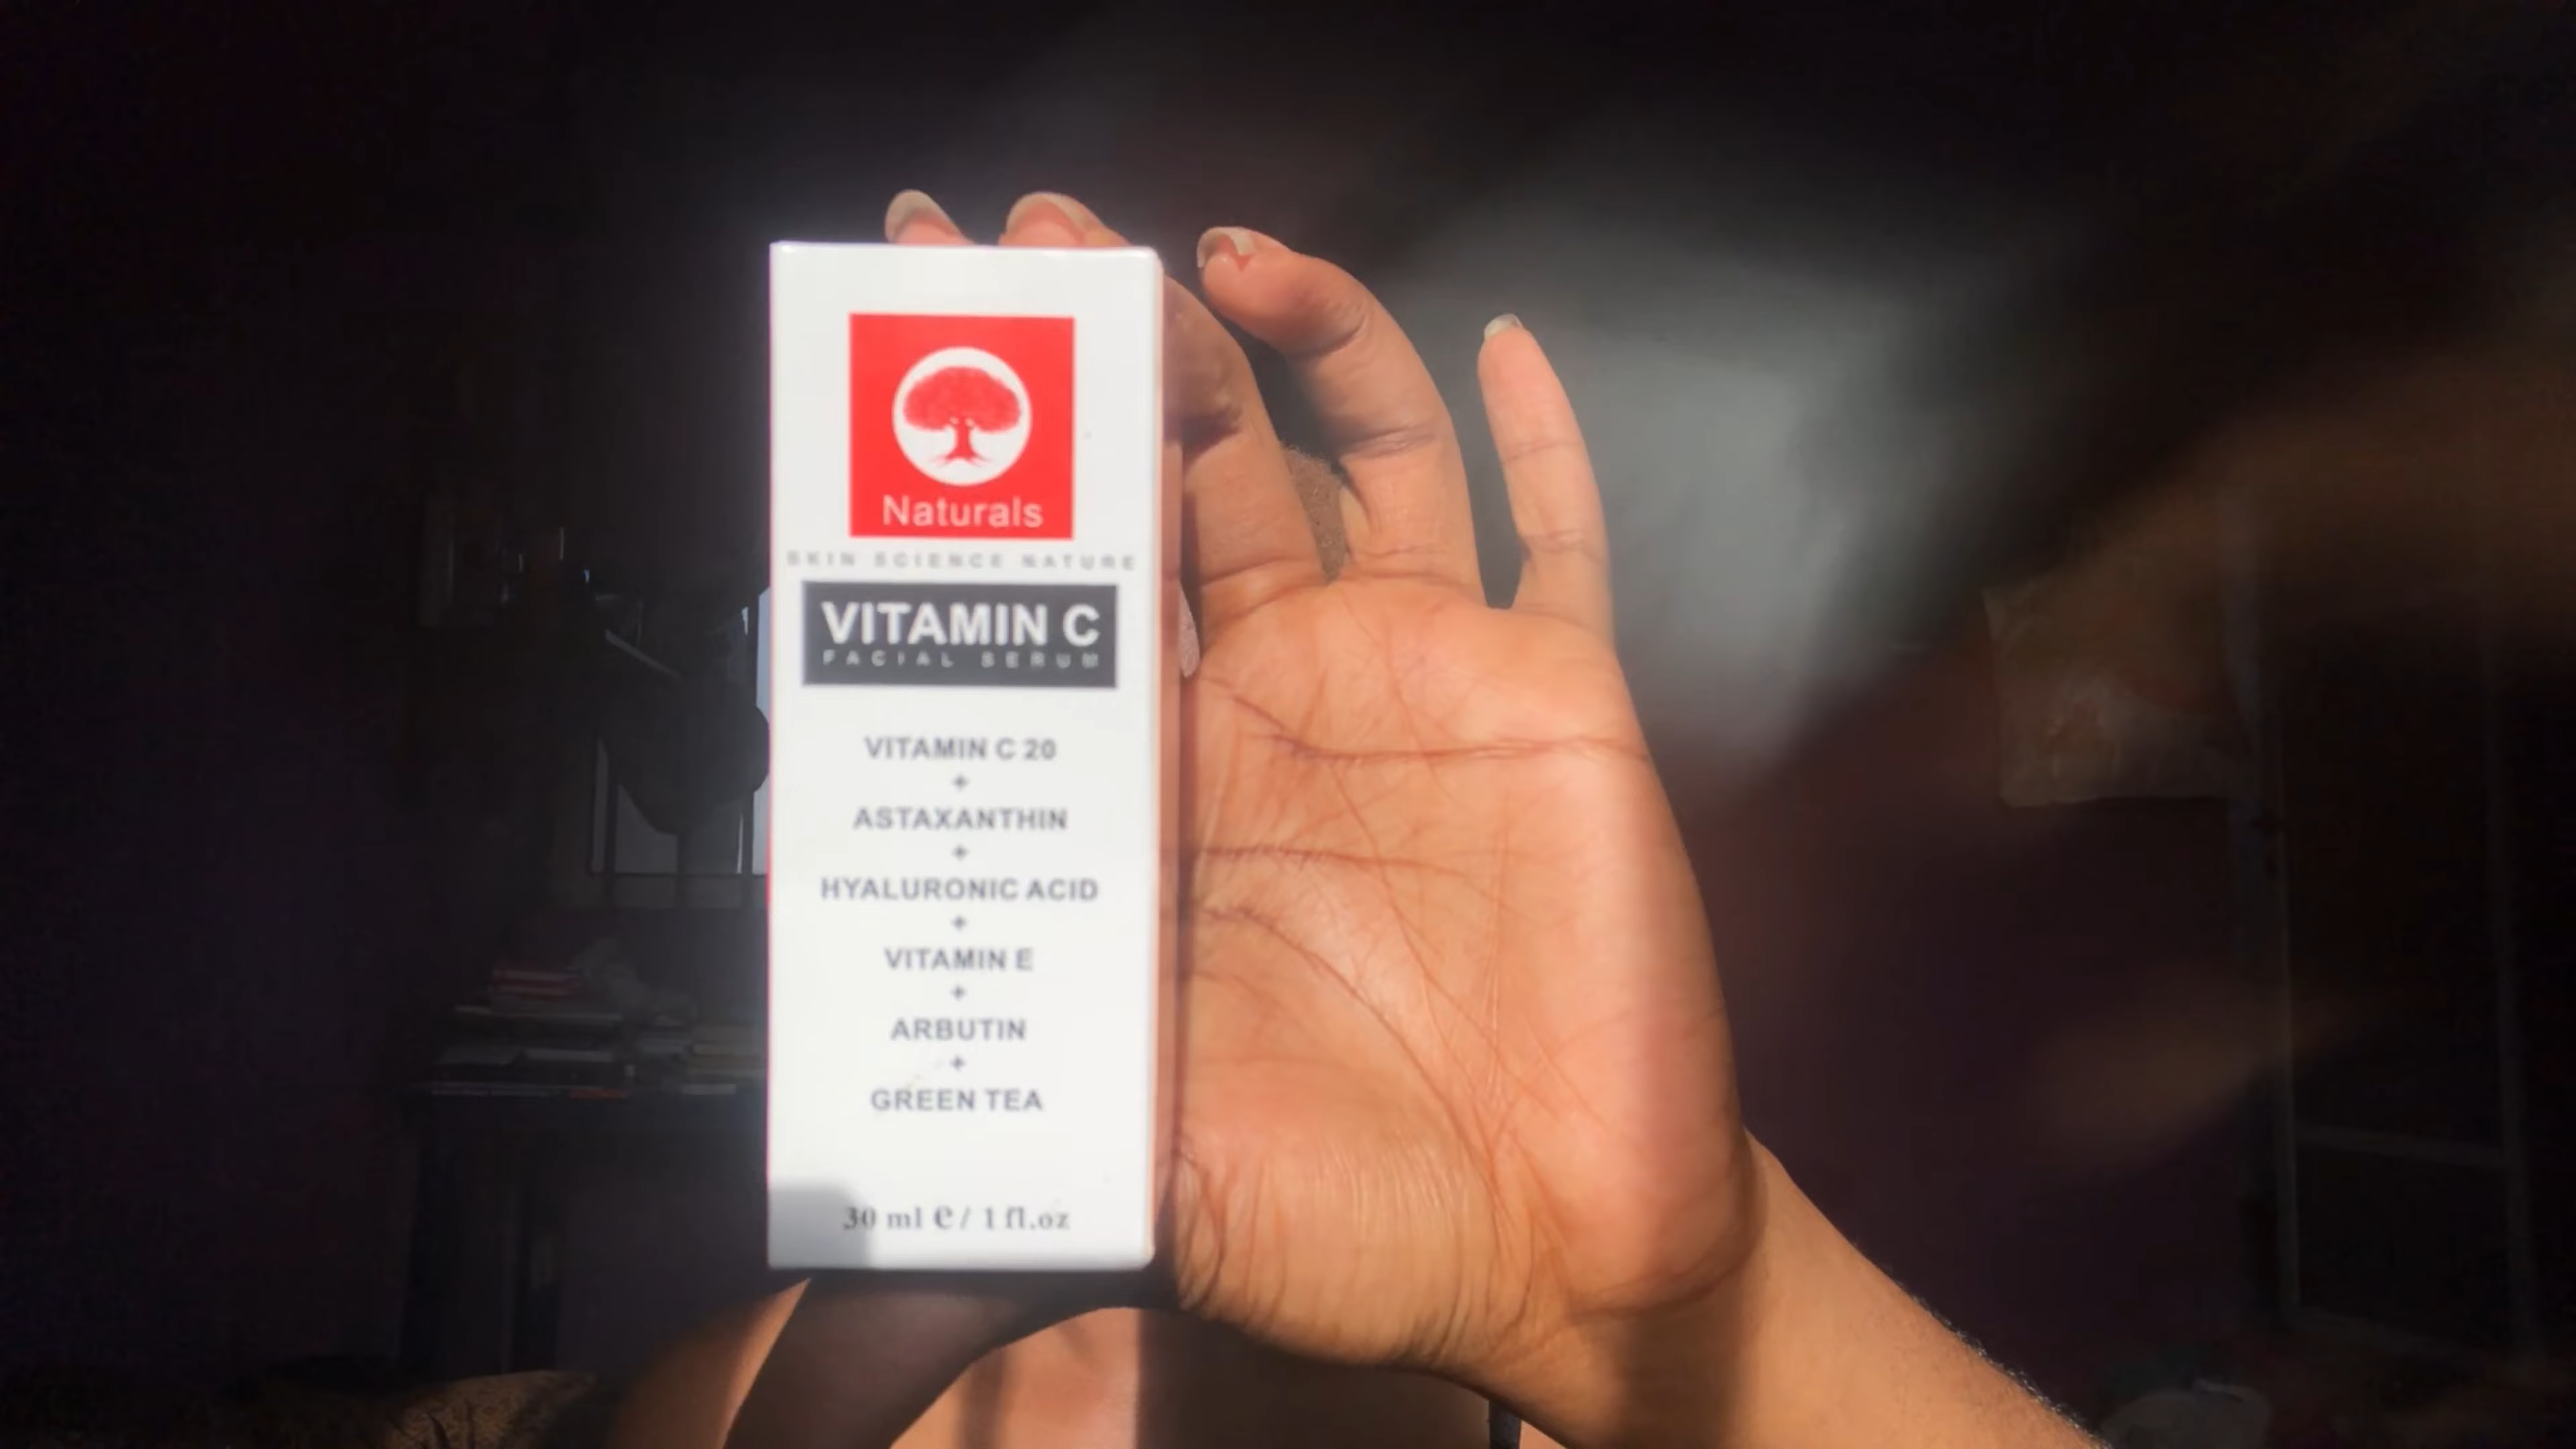 Naturals
SKIN SCIENCE NATURE
VITAMIN C
FACIAL SERUM
VITAMIN C 20
+
ASTAXANTHIN
+
HYALURONIC ACID
+
VITAMIN E
+
ARBUTIN
+
GREEN TEA
30 ml e / 1 fl.oz